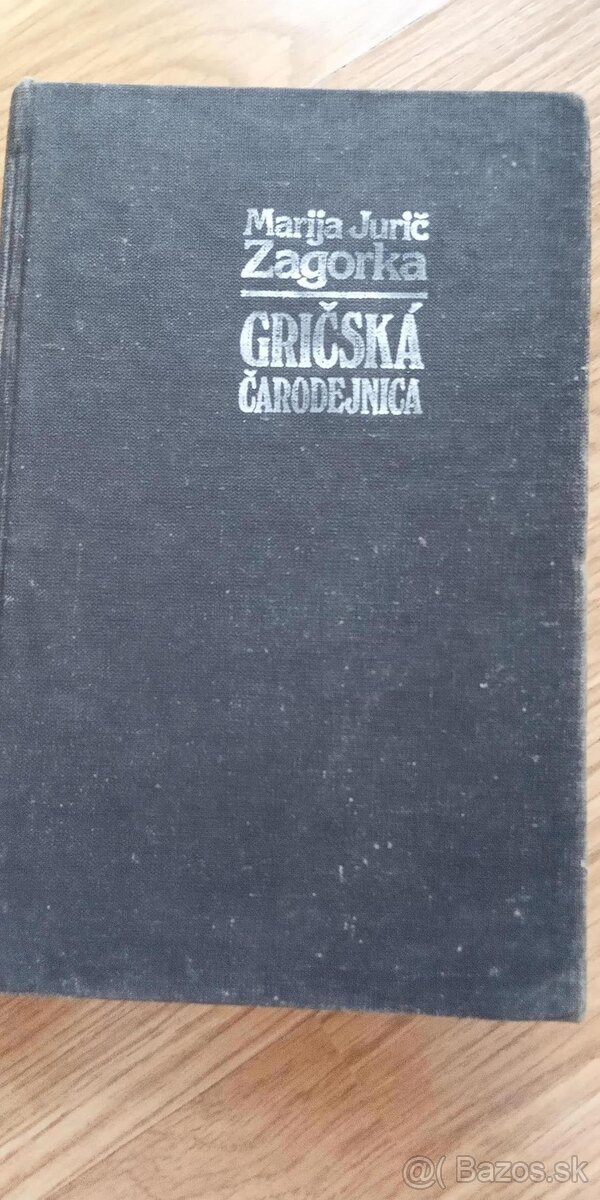 Marija Jurič
Zagorka
GRIČSKÁ
ČARODEJNICA
@( Bazos.sk